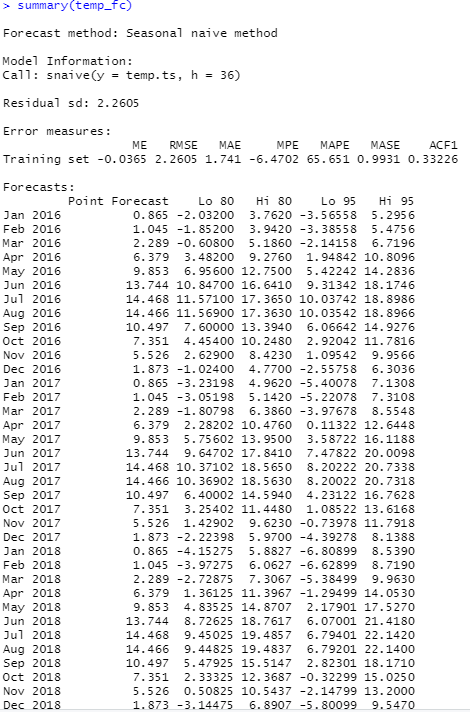 > summary(temp_fc)
Forecast method: Seasonal naive method
Model Information:
Call: snaive(y = temp.ts, h = 36)
Residual sd: 2.2605
Error measures:
ME RMSE MAE MPE MAPE MASE ACF1
Training set -0.0365 2.2605 1.741 -6.4702 65.651 0.9931 0.33226
Forecasts:
Point Forecast Lo 80 Hi 80 Lo 95 Hi 95
Jan 2016 0.865 -2.03200 3.7620 -3.56558 5.2956
Feb 2016 1.045 -1.85200 3.9420 -3.38558 5.4756
Mar 2016 2.289 -0.60800 5.1860 -2.14158 6.7196
Apr 2016 6.379 3.48200 9.2760 1.94842 10.8096
May 2016 9.853 6.95600 12.7500 5.42242 14.2836
Jun 2016 13.744 10.84700 16.6410 9.31342 18.1746
Jul 2016 14.468 11.57100 17.3650 10.03742 18.8986
Aug 2016 14.466 11.56900 17.3630 10.03542 18.8966
Sep 2016 10.497 7.60000 13.3940 6.06642 14.9276
Oct 2016 7.351 4.45400 10.2480 2.92042 11.7816
Nov 2016 5.526 2.62900 8.4230 1.09542 9.9566
Dec 2016 1.873 -1.02400 4.7700 -2.55758 6.3036
Jan 2017 0.865 -3.23198 4.9620 -5.40078 7.1308
Feb 2017 1.045 -3.05198 5.1420 -5.22078 7.3108
Mar 2017 2.289 -1.80798 6.3860 -3.97678 8.5548
Apr 2017 6.379 2.28202 10.4760 0.11322 12.6448
May 2017 9.853 5.75602 13.9500 3.58722 16.1188
Jun 2017 13.744 9.64702 17.8410 7.47822 20.0098
Jul 2017 14.468 10.37102 18.5650 8.20222 20.7338
Aug 2017 14.466 10.36902 18.5630 8.20022 20.7318
Sep 2017 10.497 6.40002 14.5940 4.23122 16.7628
Oct 2017 7.351 3.25402 11.4480 1.08522 13.6168
Nov 2017 5.526 1.42902 9.6230 -0.73978 11.7918
Dec 2017 1.873 -2.22398 5.9700 -4.39278 8.1388
Jan 2018 0.865 -4.15275 5.8827 -6.80899 8.5390
Feb 2018 1.045 -3.97275 6.0627 -6.62899 8.7190
Mar 2018 2.289 -2.72875 7.3067 -5.38499 9.9630
Apr 2018 6.379 1.36125 11.3967 -1.29499 14.0530
May 2018 9.853 4.83525 14.8707 2.17901 17.5270
Jun 2018 13.744 8.72625 18.7617 6.07001 21.4180
Jul 2018 14.468 9.45025 19.4857 6.79401 22.1420
Aug 2018 14.466 9.44825 19.4837 6.79201 22.1400
Sep 2018 10.497 5.47925 15.5147 2.82301 18.1710
Oct 2018 7.351 2.33325 12.3687 -0.32299 15.0250
Nov 2018 5.526 0.50825 10.5437 -2.14799 13.2000
Dec 2018 1.873 -3.14475 6.8907 -5.80099 9.5470